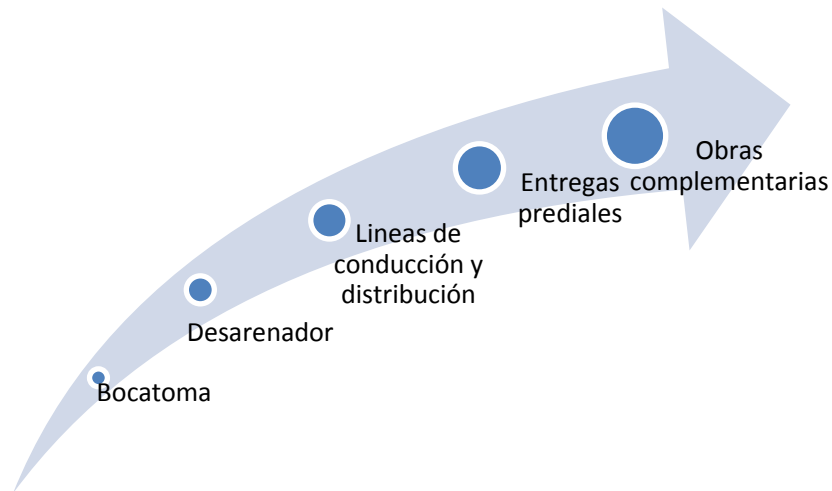 Bocatoma
Desarenador
Lineas de
conducción y
distribución
Entregas
prediales
Obras
complementarias